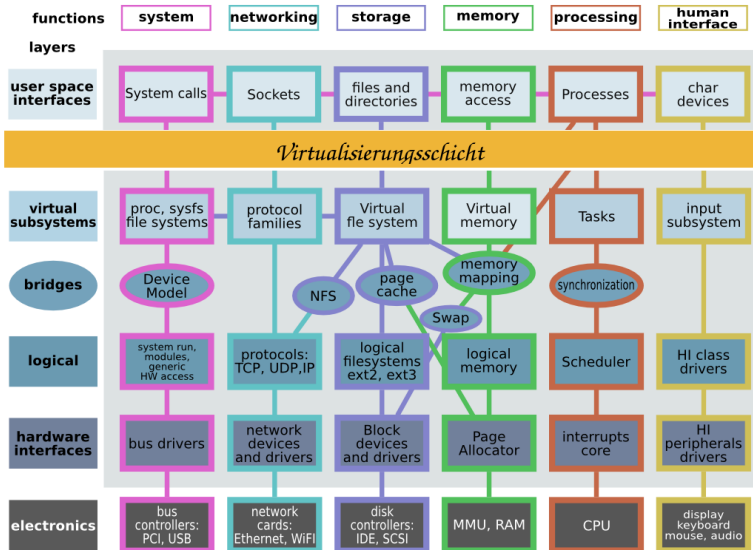 functions
system
networking
storage
memory
processing
human
interface
layers
user space
interfaces
System calls
Sockets
files and
directories
memory
access
Processes
char
devices
Virtualisierungsschicht
virtual
subsystems
proc, sysfs
file systems
protocol
families
Virtual
fle system
Virtual
memory
Tasks
input
subsystem
bridges
Device
Model
NFS
page
cache
memory
mapping
synchronization
Swap
logical
system run,
modules,
generic
HW access
protocols:
TCP, UDP,IP
logical
filesystems
ext2, ext3
logical
memory
Scheduler
HI class
drivers
hardware
interfaces
bus drivers
network
devices
and drivers
Block
devices
and drivers
Page
Allocator
interrupts
core
HI
peripherals
drivers
electronics
bus
controllers:
PCI, USB
network
cards:
Ethernet, WiFI
disk
controllers:
IDE, SCSI
MMU, RAM
CPU
display
keyboard
mouse, audio